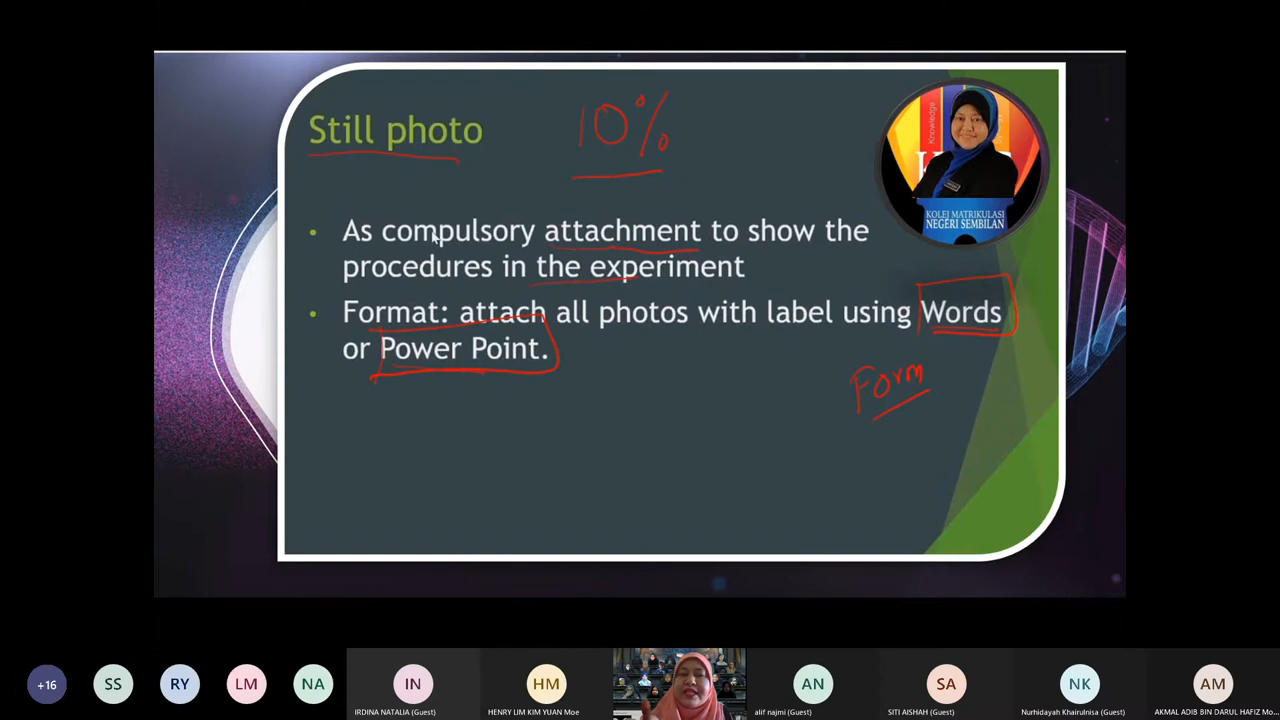 Still photo
10%
Knowledge
KOLEJ MATRIKULASI
NEGERI SEMBILAN
• As compulsory attachment to show the
procedures in the experiment
• Format: attach all photos with label using Words
or Power Point.
Form
+16
SS
RY
LM
NA
IN
IRDINA NATALIA (Guest)
HM
HENRY LIM KIM YUAN Moe
AN
alif najmi (Guest)
SA
SITI AISHAH (Guest)
NK
Nurhidayah Khairulnisa (Guest)
AM
AKMAL ADIB BIN DARUL HAFIZ Mo...